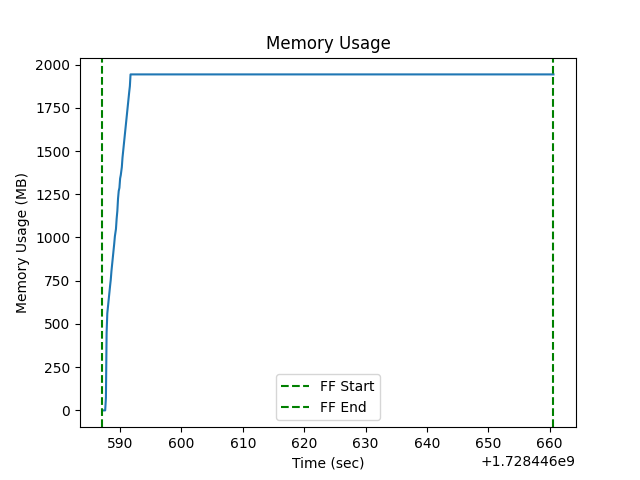 Memory Usage
2000
1750
1500
1250
1000
750
500
250
0
Memory Usage (MB)
FF Start
FF End
590 600 610 620 630 640 650 660
Time (sec)
+1.728446e9